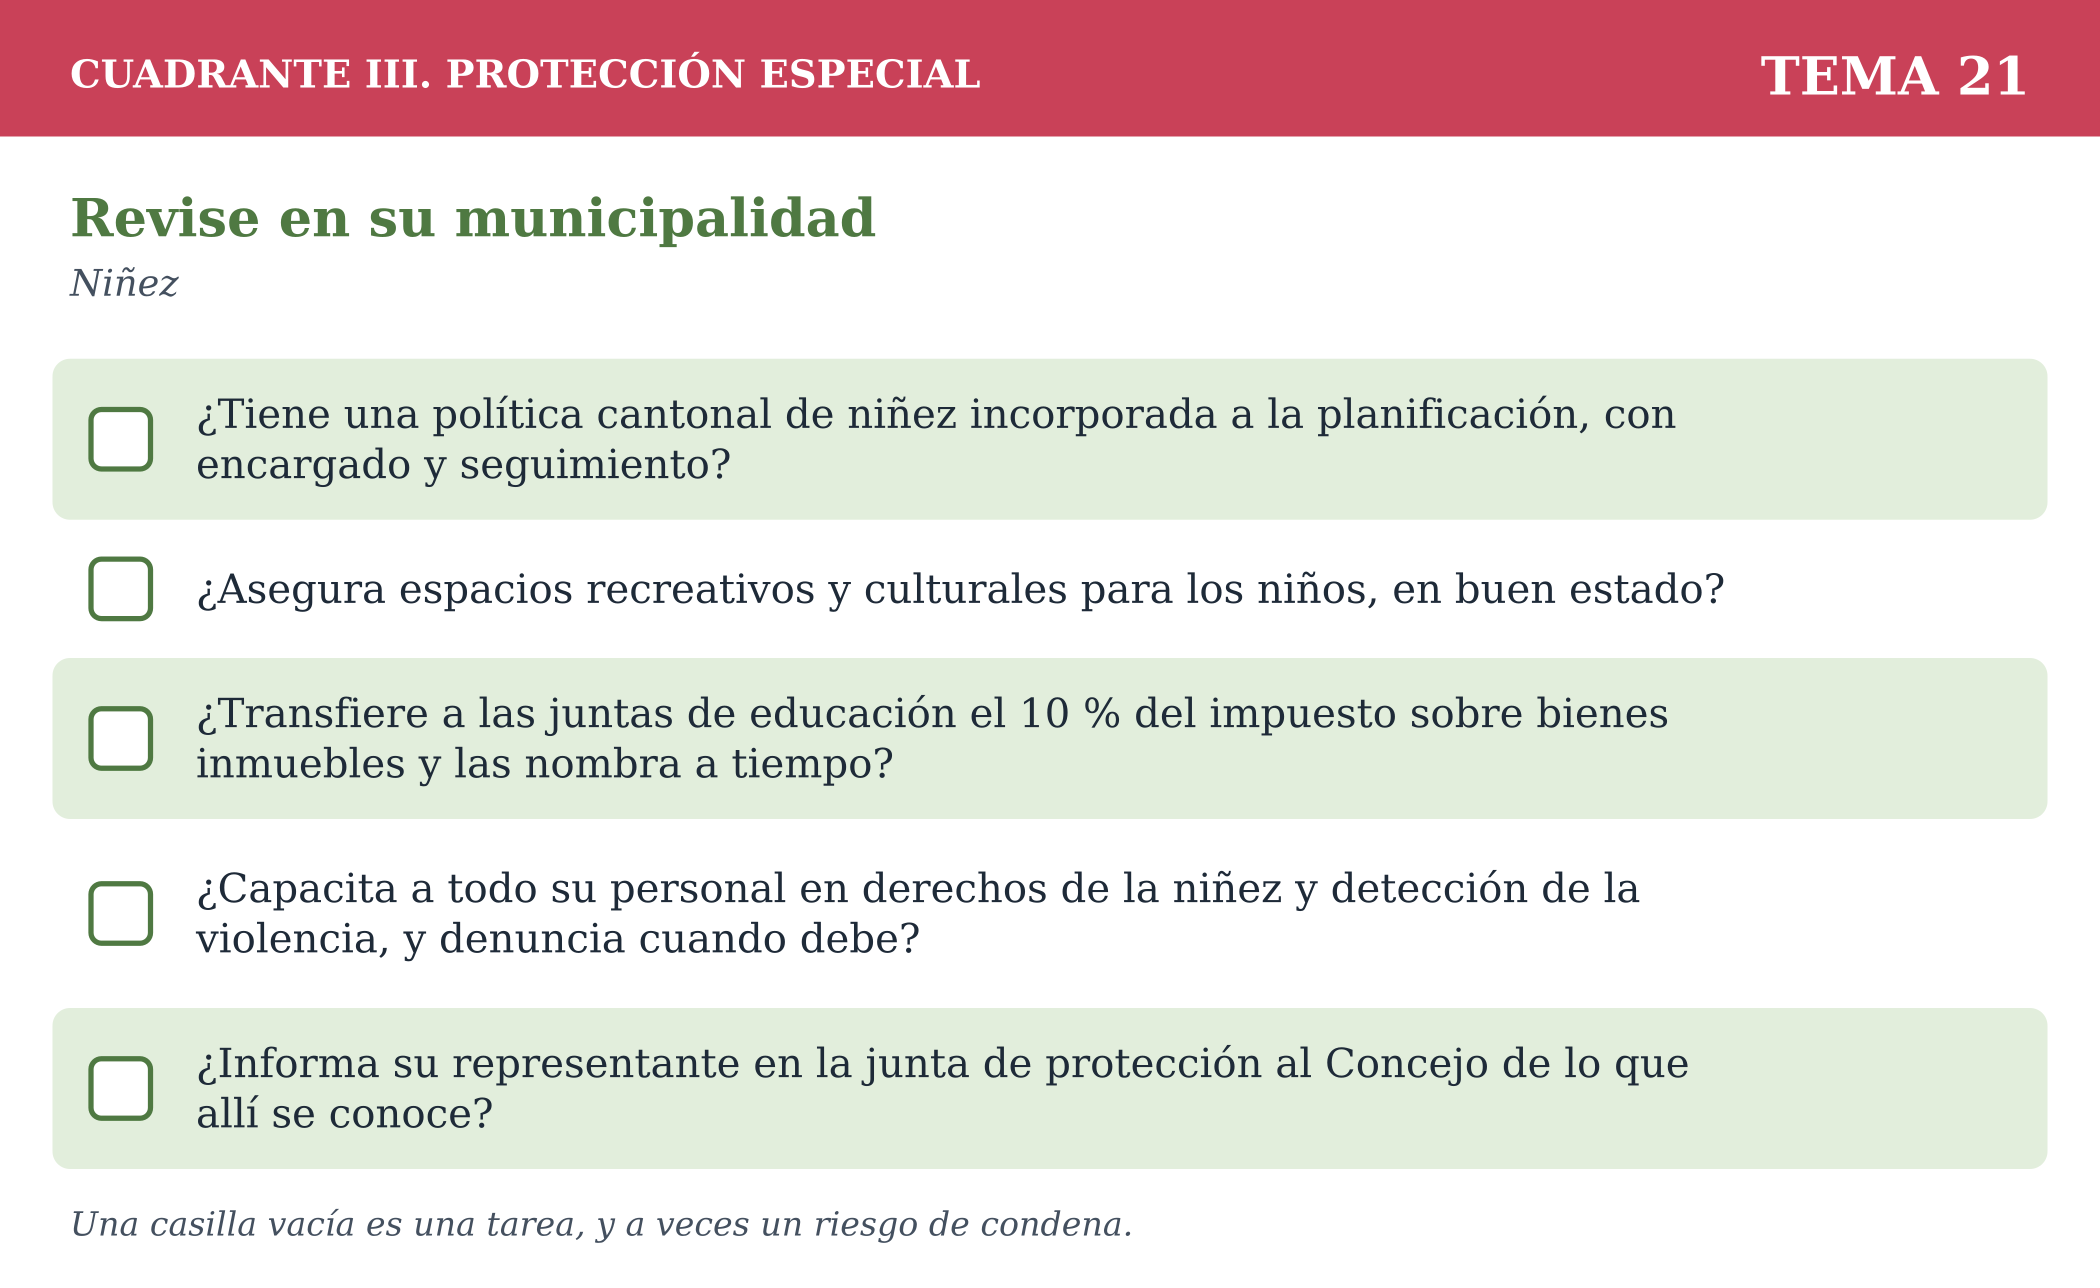 CUADRANTE III. PROTECCIÓN ESPECIAL
TEMA 21
Revise en su municipalidad
Niñez
¿Tiene una política cantonal de niñez incorporada a la planificación, con
encargado y seguimiento?
¿Asegura espacios recreativos y culturales para los niños, en buen estado?
¿Transfiere a las juntas de educación el 10 % del impuesto sobre bienes
inmuebles y las nombra a tiempo?
¿Capacita a todo su personal en derechos de la niñez y detección de la
violencia, y denuncia cuando debe?
¿Informa su representante en la junta de protección al Concejo de lo que
allí se conoce?
Una casilla vacía es una tarea, y a veces un riesgo de condena.